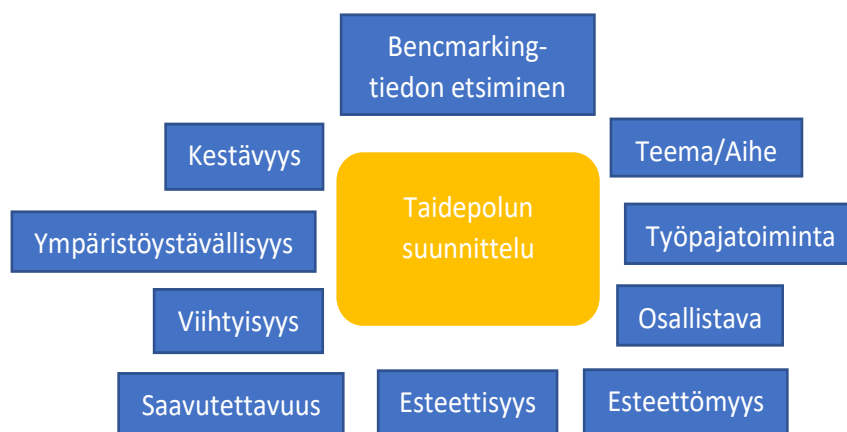 Bencmarking-
tiedon etsiminen
Kestävyys
Teema/Aihe
Taidepolun
suunnittelu
Ympäristöystävällisyys
Työpajatoiminta
Viihtyisyys
Osallistava
Saavutettavuus
Esteettisyys
Esteettömyys